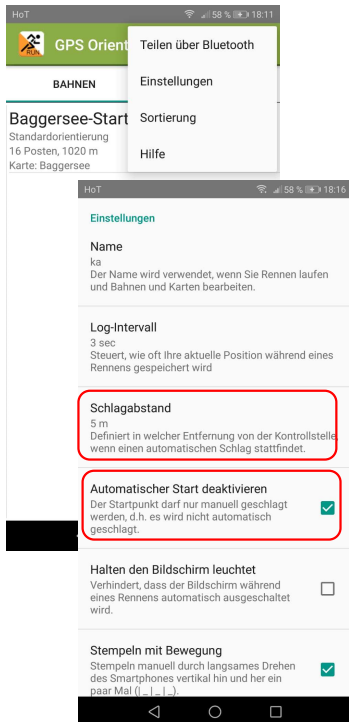 HoT 58 % 18:11
RUN
GPS Orient
Teilen über Bluetooth
Einstellungen
Sortierung
Hilfe
BAHNEN
Baggersee-Start
Standardorientierung
16 Posten, 1020 m
Karte: Baggersee
HoT 58 % 18:16
Einstellungen
Name
ka
Der Name wird verwendet, wenn Sie Rennen laufen
und Bahnen und Karten bearbeiten.
Log-Intervall
3 sec
Steuert, wie oft Ihre aktuelle Position während eines
Rennens gespeichert wird
Schlagabstand
5 m
Definiert in welcher Entfernung von der Kontrollstelle,
wenn einen automatischen Schlag stattfindet.
Automatischer Start deaktivieren
Der Startpunkt darf nur manuell geschlagt
werden, d.h. es wird nicht automatisch
geschlagt.
Halten den Bildschirm leuchtet
Verhindert, dass der Bildschirm während
eines Rennens automatisch ausgeschaltet
wird.
Stempeln mit Bewegung
Stempeln manuell durch langsames Drehen
des Smartphones vertikal hin und her ein
paar Mal (|_|_|_).